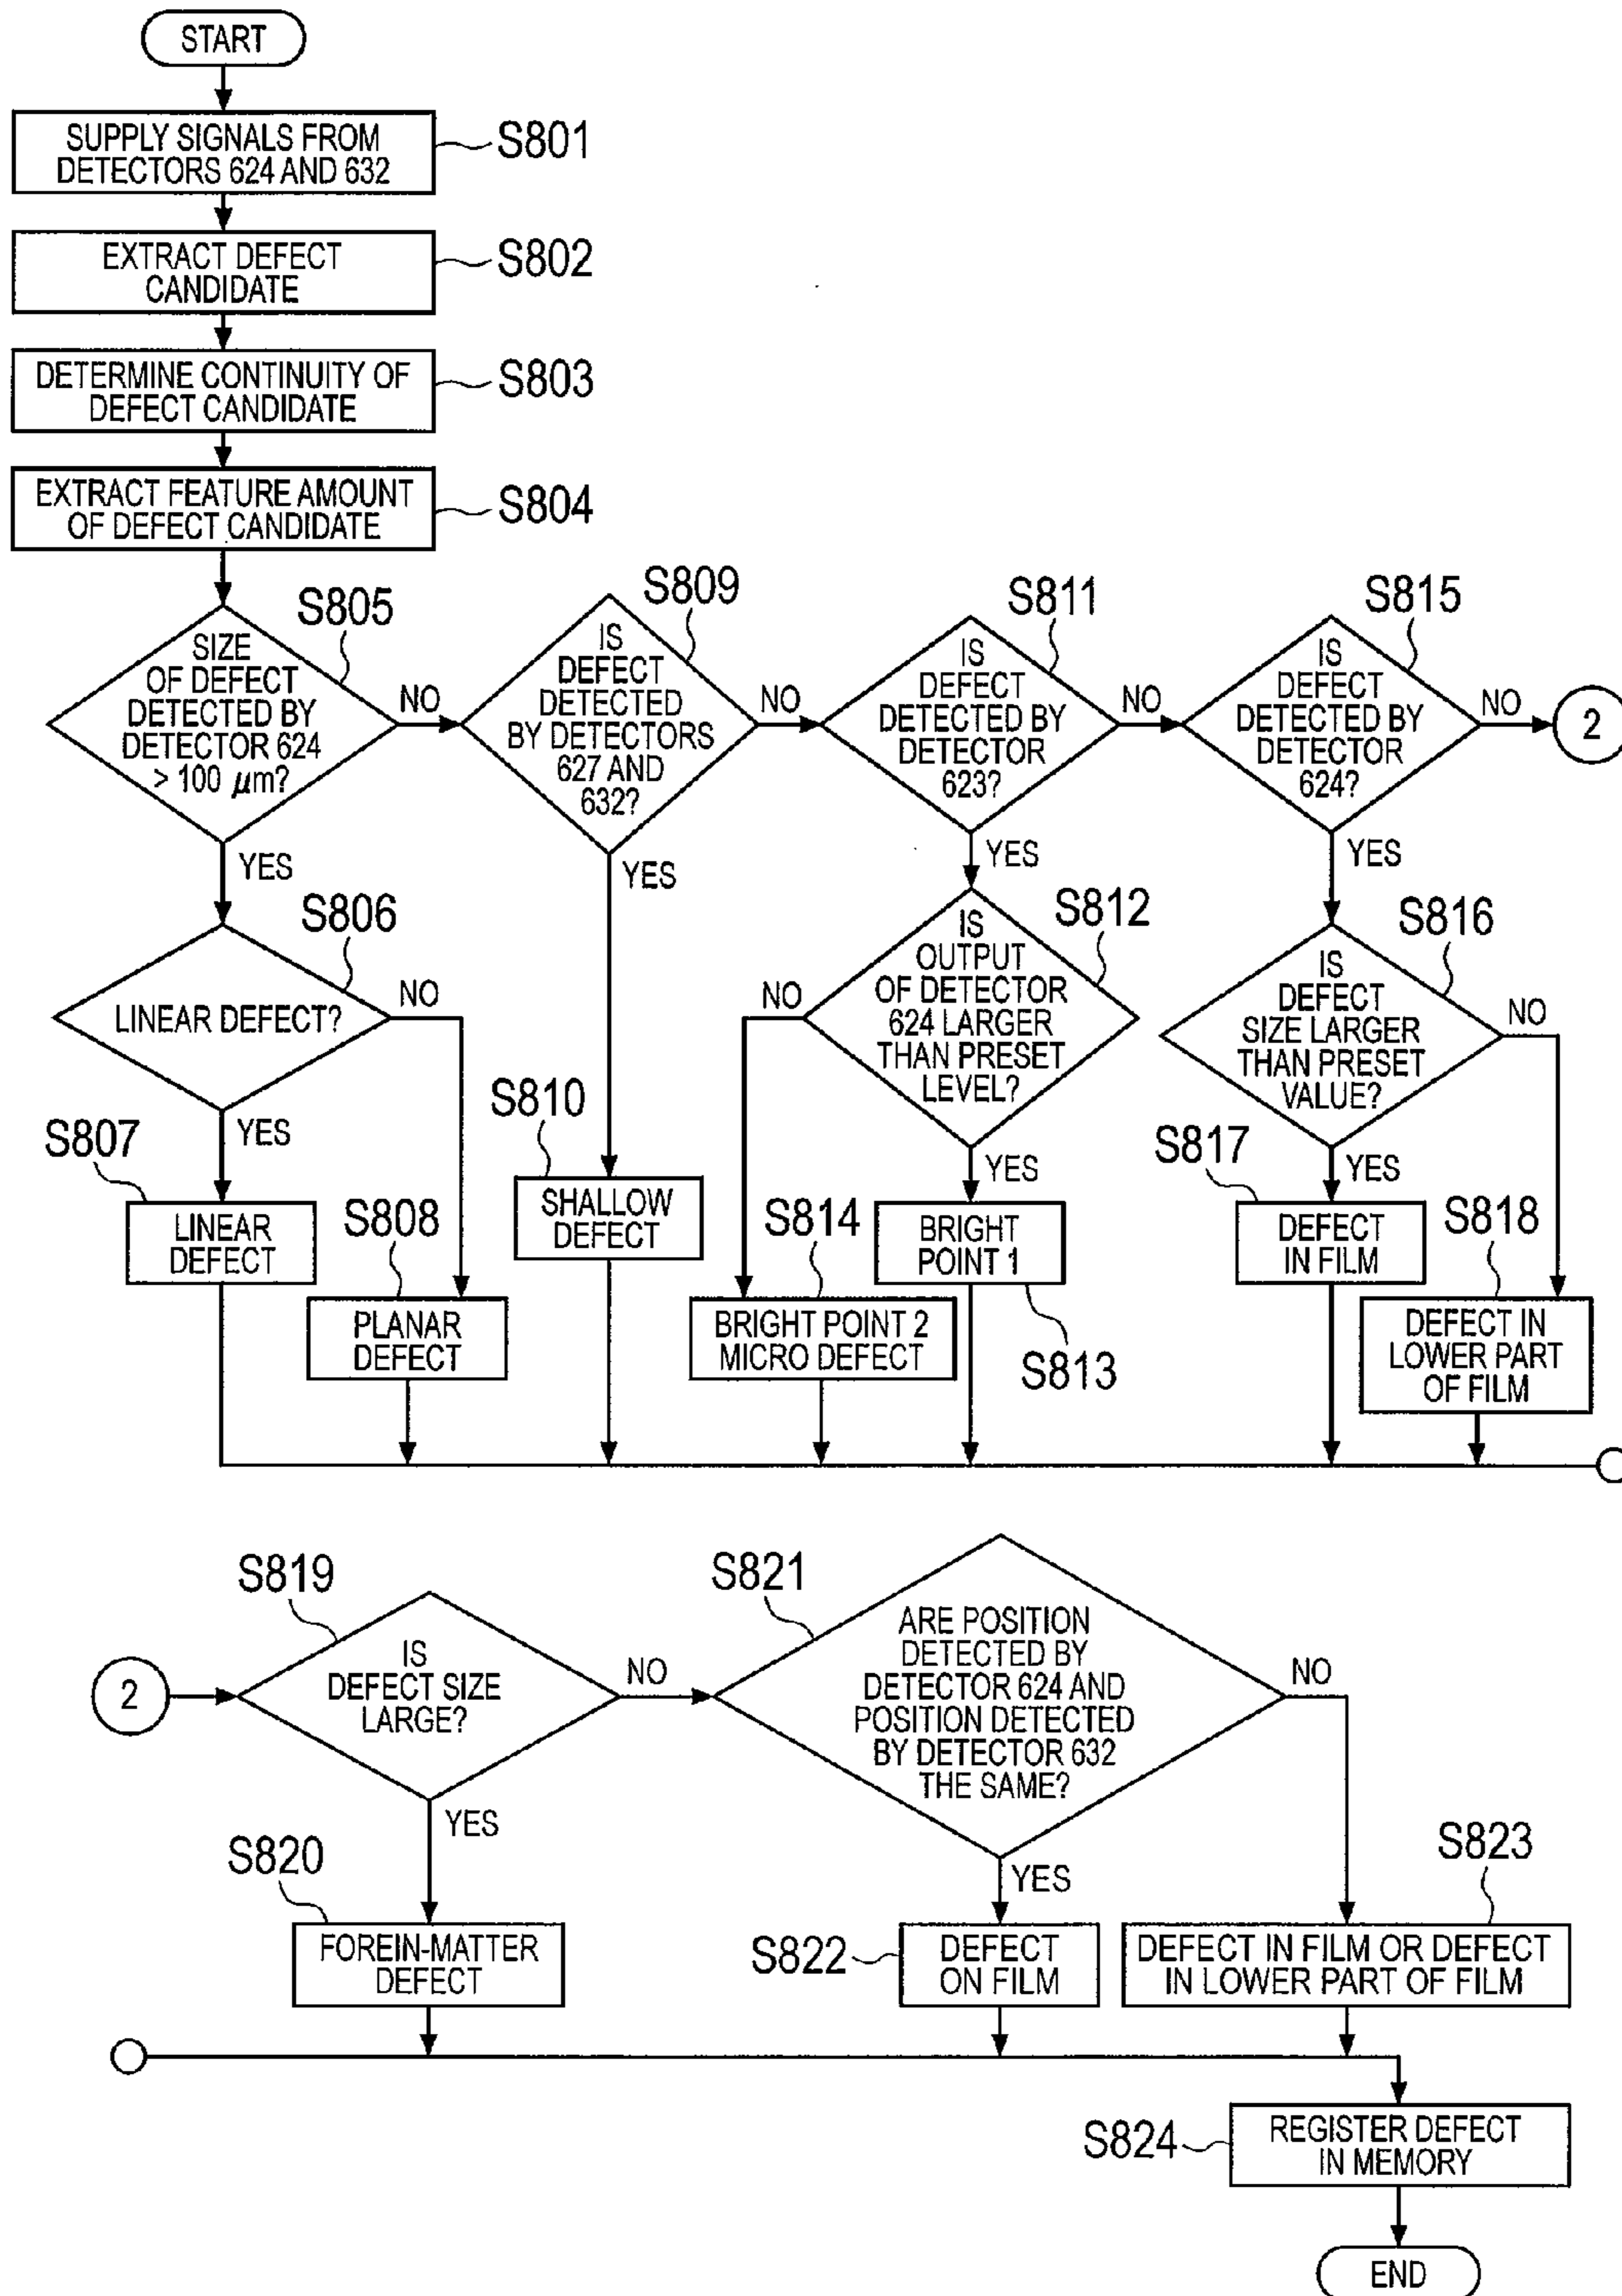 START
SUPPLY SIGNALS FROM
DETECTORS 624 AND 632
S801
EXTRACT DEFECT
CANDIDATE
S802
DETERMINE CONTINUITY OF
DEFECT CANDIDATE
S803
EXTRACT FEATURE AMOUNT
OF DEFECT CANDIDATE
S804
S805
SIZE
OF DEFECT
DETECTED BY
DETECTOR 624
> 100 μm?
NO
YES
S809
IS
DEFECT
DETECTED
BY DETECTORS
627 AND
632?
NO
YES
S811
IS
DEFECT
DETECTED BY
DETECTOR
623?
NO
YES
S815
IS
DEFECT
DETECTED BY
DETECTOR
624?
NO
YES
2
S806
LINEAR DEFECT?
NO
YES
S812
IS
OUTPUT
OF DETECTOR
624 LARGER
THAN PRESET
LEVEL?
NO
YES
S816
IS
DEFECT
SIZE LARGER
THAN PRESET
VALUE?
NO
YES
S807
LINEAR
DEFECT
S808
PLANAR
DEFECT
S810
SHALLOW
DEFECT
S814
BRIGHT POINT 2
MICRO DEFECT
BRIGHT
POINT 1
S813
S817
DEFECT
IN FILM
S818
DEFECT IN
LOWER PART
OF FILM
2
S819
IS
DEFECT SIZE
LARGE?
NO
YES
S821
ARE POSITION
DETECTED BY
DETECTOR 624 AND
POSITION DETECTED
BY DETECTOR 632
THE SAME?
NO
YES
S820
FOREIN-MATTER
DEFECT
S822
DEFECT
ON FILM
S823
DEFECT IN FILM OR DEFECT
IN LOWER PART OF FILM
S824
REGISTER DEFECT
IN MEMORY
END